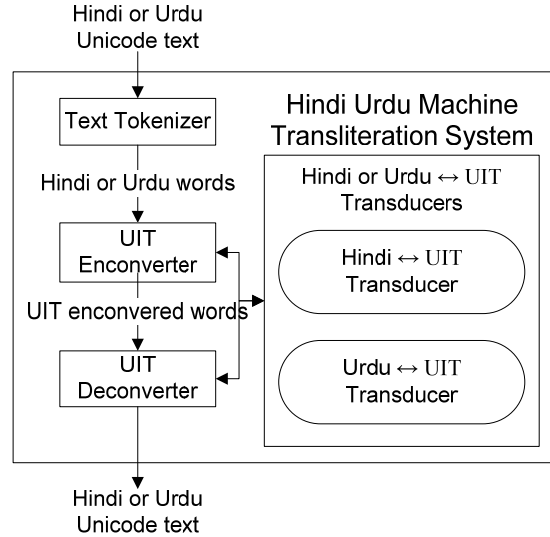 Hindi or Urdu
Unicode text
Text Tokenizer
Hindi or Urdu words
UIT
Enconverter
UIT enconvered words
UIT
Deconverter
Hindi or Urdu
Unicode text
Hindi Urdu Machine
Transliteration System
Hindi or Urdu ↔ UIT
Transducers
Hindi ↔ UIT
Transducer
Urdu ↔ UIT
Transducer